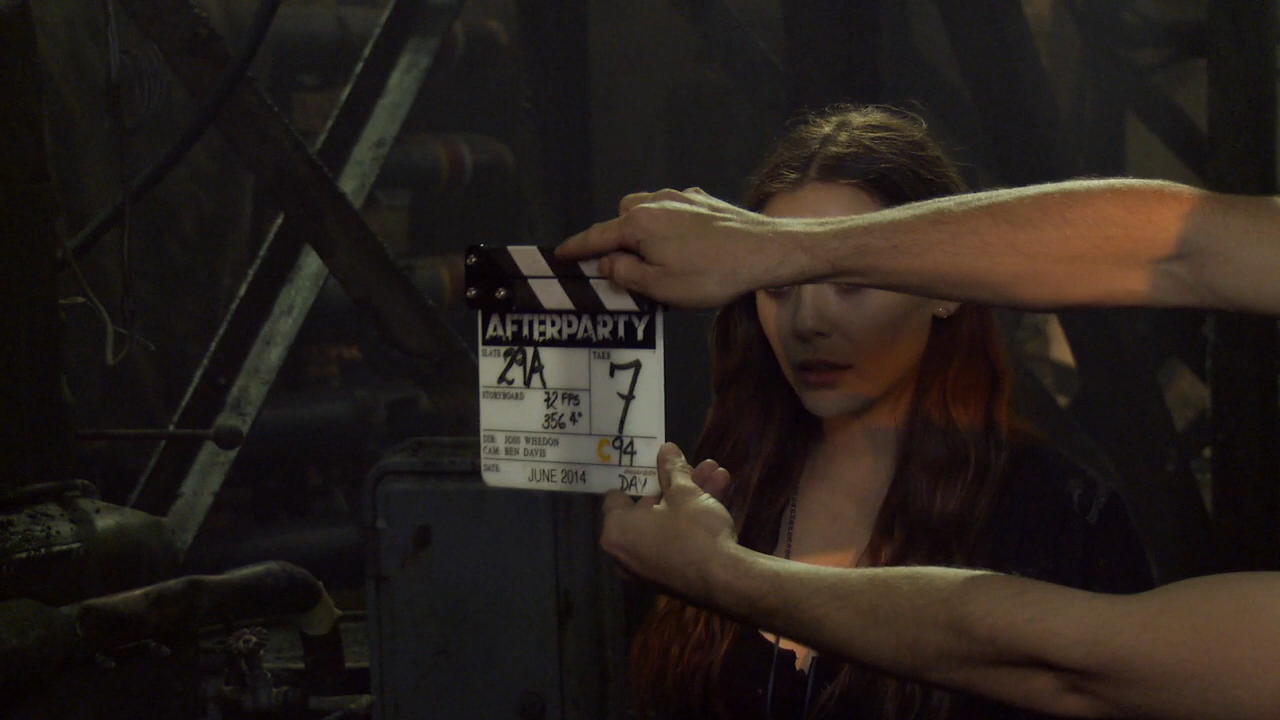 AFTERPARTY
SLATE 29A TAKE 7
STORYBOARD 72 FPS
356 4°
DIR: JOSS WHEDON
CAM: BEN DAVIS C94
DATE: JUNE 2014 DAY